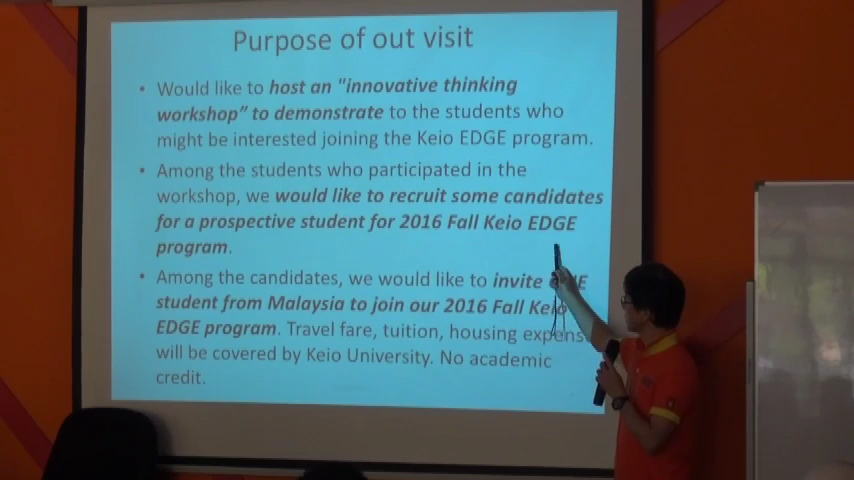 Purpose of out visit
• Would like to host an "innovative thinking
workshop” to demonstrate to the students who
might be interested joining the Keio EDGE program.
• Among the students who participated in the
workshop, we would like to recruit some candidates
for a prospective student for 2016 Fall Keio EDGE
program.
• Among the candidates, we would like to invite
student from Malaysia to join our 2016 Fall Keio
EDGE program. Travel fare, tuition, housing expens
will be covered by Keio University. No academic
credit.